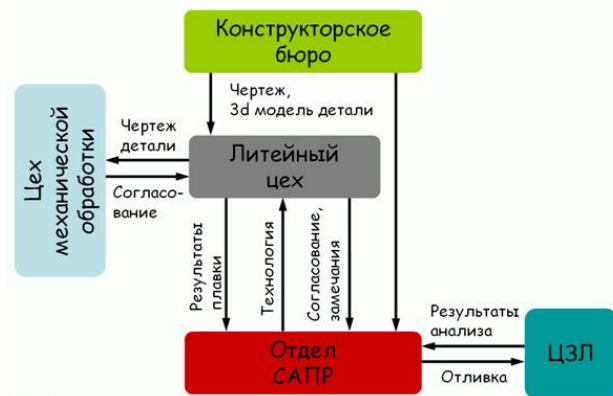 Конструкторское
бюро
Чертеж,
3d модель детали
Цех
механической
обработки
Чертеж
детали
Согласо-
вание
Литейный
цех
Результаты
плавки
Технология
Согласование,
замечания
Отдел
САПР
Результаты
анализа
Отливка
ЦЗЛ